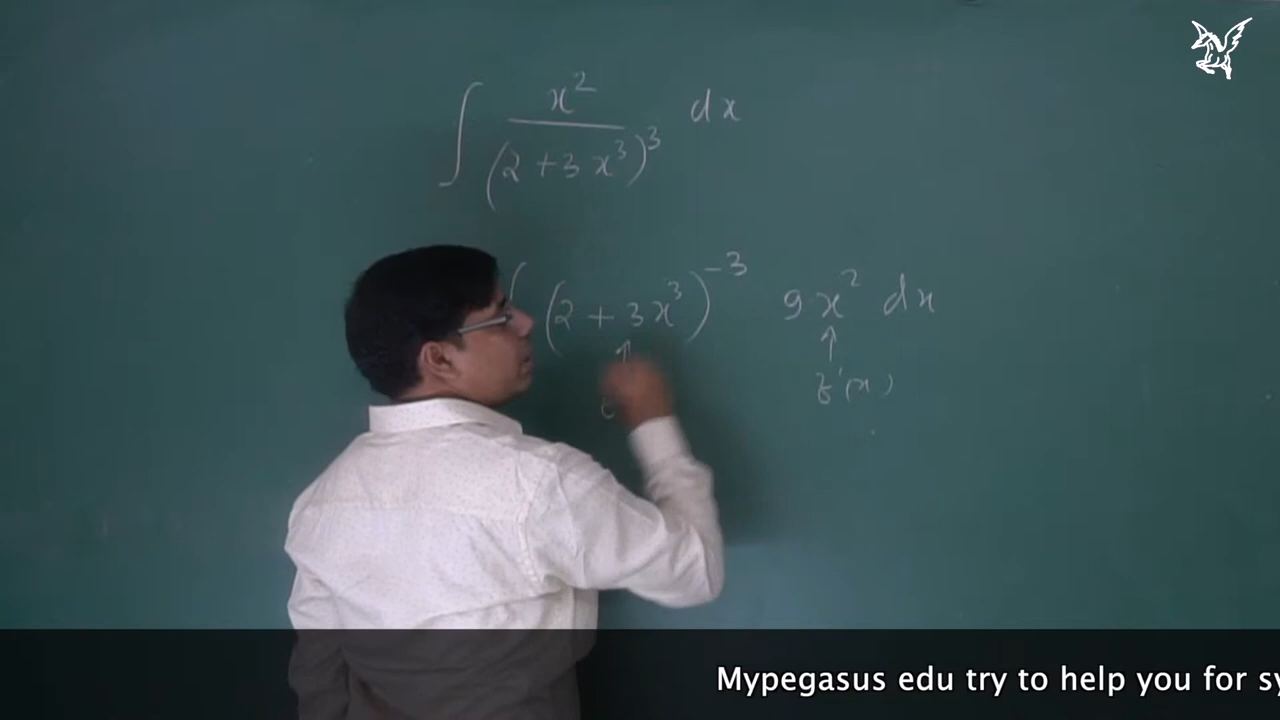 ∫ x² / (2 + 3x³)³ dx
∫ (2 + 3x³)⁻³ 9x² dx
↑ ↑
f'(x)
Mypegasus edu try to help you for sy